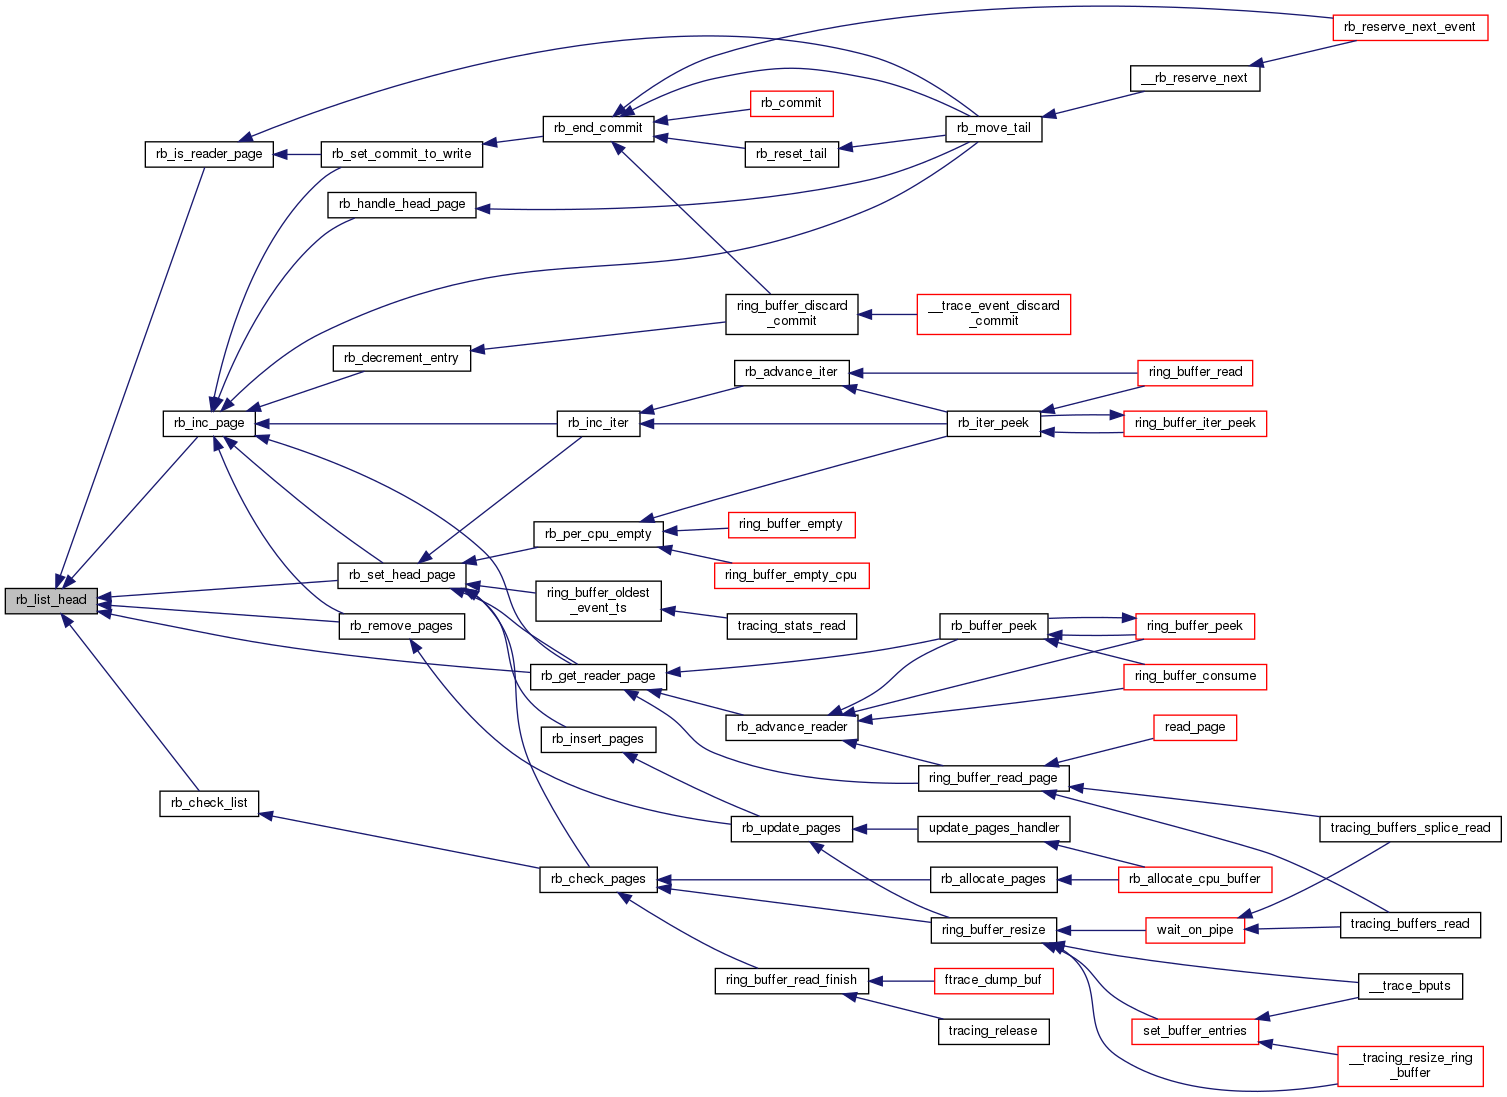 rb_reserve_next_event
__rb_reserve_next
rb_commit
rb_end_commit
rb_move_tail
rb_is_reader_page
rb_set_commit_to_write
rb_reset_tail
rb_handle_head_page
ring_buffer_discard
_commit
__trace_event_discard
_commit
rb_decrement_entry
rb_advance_iter
ring_buffer_read
rb_inc_page
rb_inc_iter
rb_iter_peek
ring_buffer_iter_peek
rb_per_cpu_empty
ring_buffer_empty
rb_set_head_page
ring_buffer_empty_cpu
rb_list_head
ring_buffer_oldest
_event_ts
rb_remove_pages
tracing_stats_read
rb_buffer_peek
ring_buffer_peek
rb_get_reader_page
ring_buffer_consume
rb_advance_reader
read_page
rb_insert_pages
ring_buffer_read_page
rb_check_list
rb_update_pages
update_pages_handler
tracing_buffers_splice_read
rb_check_pages
rb_allocate_pages
rb_allocate_cpu_buffer
ring_buffer_resize
wait_on_pipe
tracing_buffers_read
ring_buffer_read_finish
ftrace_dump_buf
__trace_bputs
tracing_release
set_buffer_entries
__tracing_resize_ring
_buffer